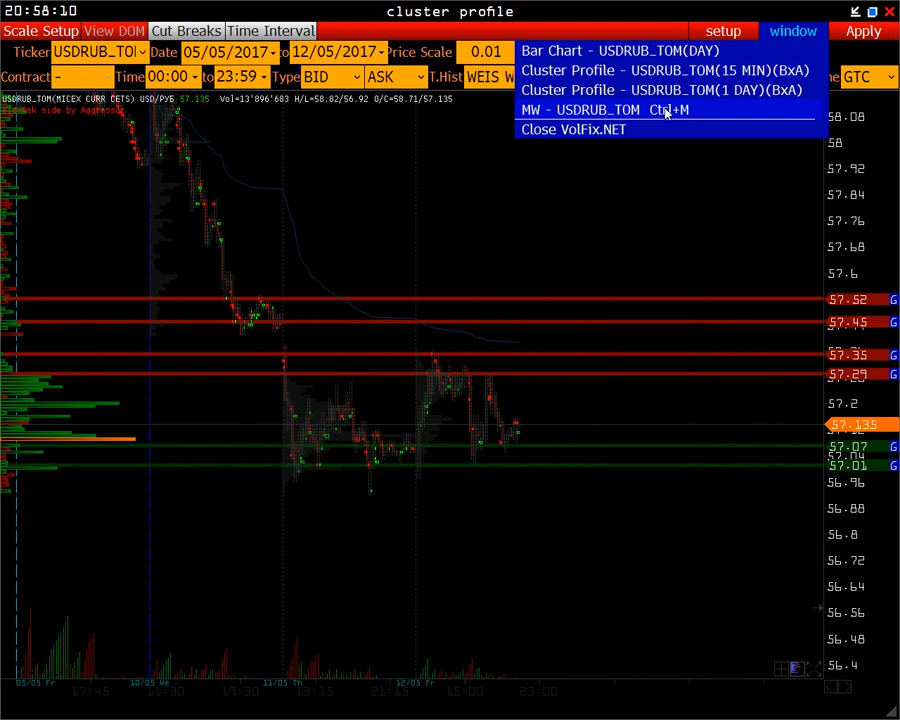 20:58:10 cluster profile
Scale Setup View DOM Cut Breaks Time Interval setup window Apply
Ticker USDRUB_TO Date 05/05/2017 12/05/2017 Price Scale 0.01
Contract - Time 00:00 23:59 Type BID ASK T.Hist WEIS W GTC
Bar Chart - USDRUB_TOM(DAY)
Cluster Profile - USDRUB_TOM(15 MIN)(BxA)
Cluster Profile - USDRUB_TOM(1 DAY)(BxA)
MW - USDRUB_TOM Ctrl+M
Close VolFix.NET
USDRUB_TOM(MICEX CURR CETS) USD/РУБ 57.135 Vol=13'896'683 H/L=58.82/56.92 O/C=58.71/57.135
ask side by Aggressor
58.08
58
57.92
57.84
57.76
57.68
57.6
57.52 G
57.45 G
57.35 G
57.29 G
57.2
57.135
57.07 G
57.04
57.01 G
56.96
56.88
56.8
56.72
56.64
56.56
56.48
56.4
05/05 Fr 10/05 We 11/05 Th 12/05 Fr
17:45 11:30 19:30 13:15 21:15 15:00 23:00